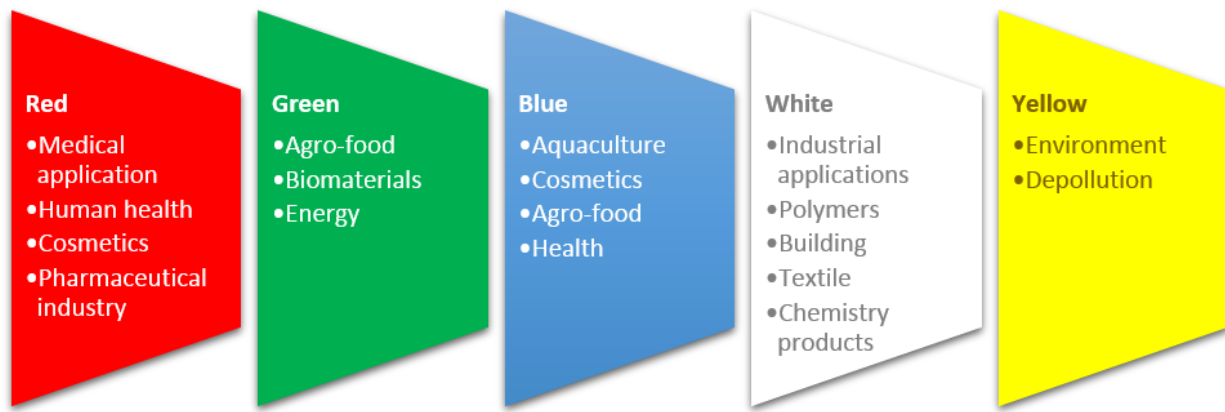 Red
•Medical
application
•Human health
•Cosmetics
•Pharmaceutical
industry
Green
•Agro-food
•Biomaterials
•Energy
Blue
•Aquaculture
•Cosmetics
•Agro-food
•Health
White
•Industrial
applications
•Polymers
•Building
•Textile
•Chemistry
products
Yellow
•Environment
•Depollution